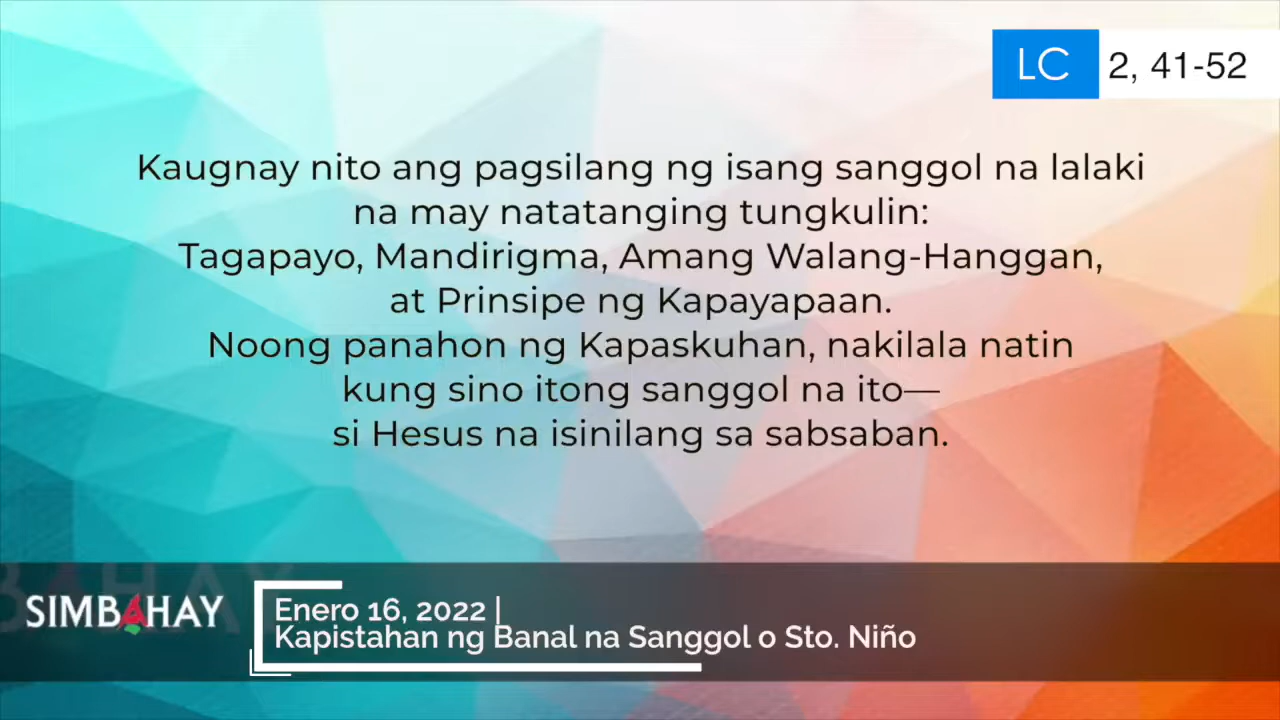 LC 2, 41-52
Kaugnay nito ang pagsilang ng isang sanggol na lalaki
na may natatanging tungkulin:
Tagapayo, Mandirigma, Amang Walang-Hanggan,
at Prinsipe ng Kapayapaan.
Noong panahon ng Kapaskuhan, nakilala natin
kung sino itong sanggol na ito—
si Hesus na isinilang sa sabsaban.
SIMBAHAY
Enero 16, 2022 |
Kapistahan ng Banal na Sanggol o Sto. Niño